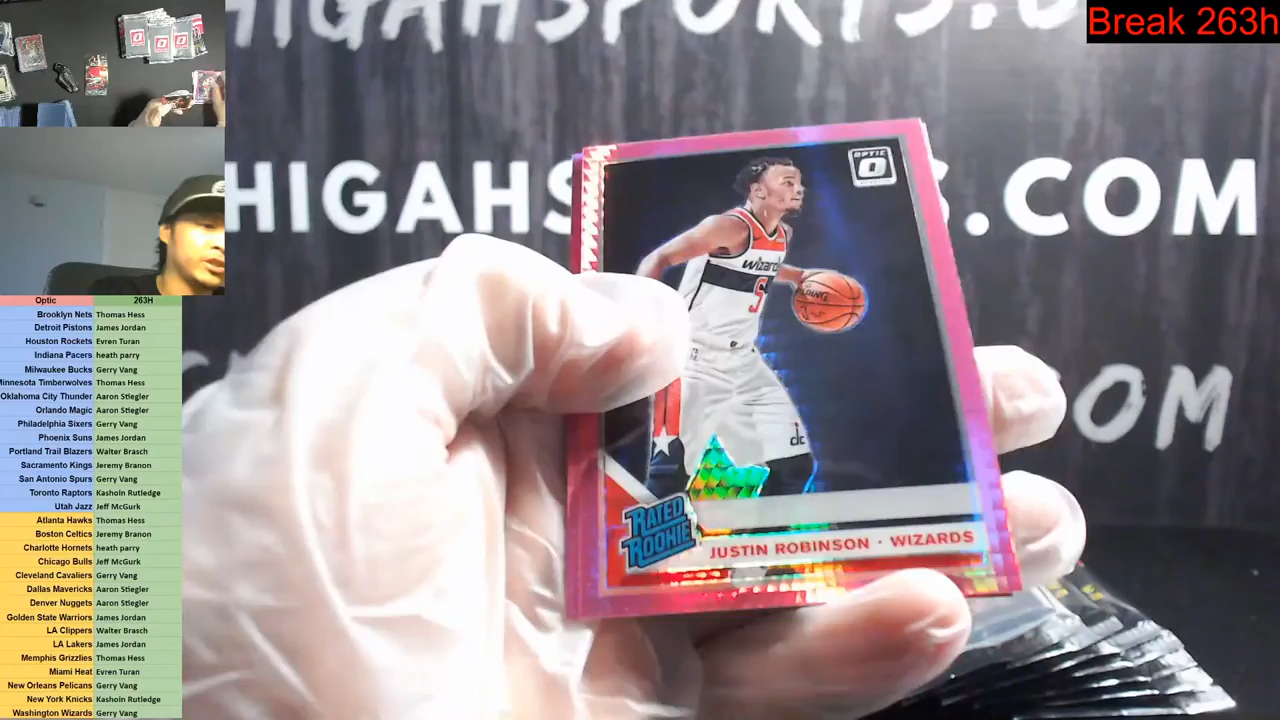 HIGAHSPORTS.C
Break 263h
HIGAHS S.COM
OM
OPTIC
Wizards
5
SPALDING
dc
RATED
ROOKIE
JUSTIN ROBINSON · WIZARDS
Optic 263H
Brooklyn Nets Thomas Hess
Detroit Pistons James Jordan
Houston Rockets Evren Turan
Indiana Pacers heath parry
Milwaukee Bucks Gerry Vang
Minnesota Timberwolves Thomas Hess
Oklahoma City Thunder Aaron Stiegler
Orlando Magic Aaron Stiegler
Philadelphia Sixers Gerry Vang
Phoenix Suns James Jordan
Portland Trail Blazers Walter Brasch
Sacramento Kings Jeremy Branon
San Antonio Spurs Gerry Vang
Toronto Raptors Kashoin Rutledge
Utah Jazz Jeff McGurk
Atlanta Hawks Thomas Hess
Boston Celtics Jeremy Branon
Charlotte Hornets heath parry
Chicago Bulls Jeff McGurk
Cleveland Cavaliers Gerry Vang
Dallas Mavericks Aaron Stiegler
Denver Nuggets Aaron Stiegler
Golden State Warriors James Jordan
LA Clippers Walter Brasch
LA Lakers James Jordan
Memphis Grizzlies Thomas Hess
Miami Heat Evren Turan
New Orleans Pelicans Gerry Vang
New York Knicks Kashoin Rutledge
Washington Wizards Gerry Vang